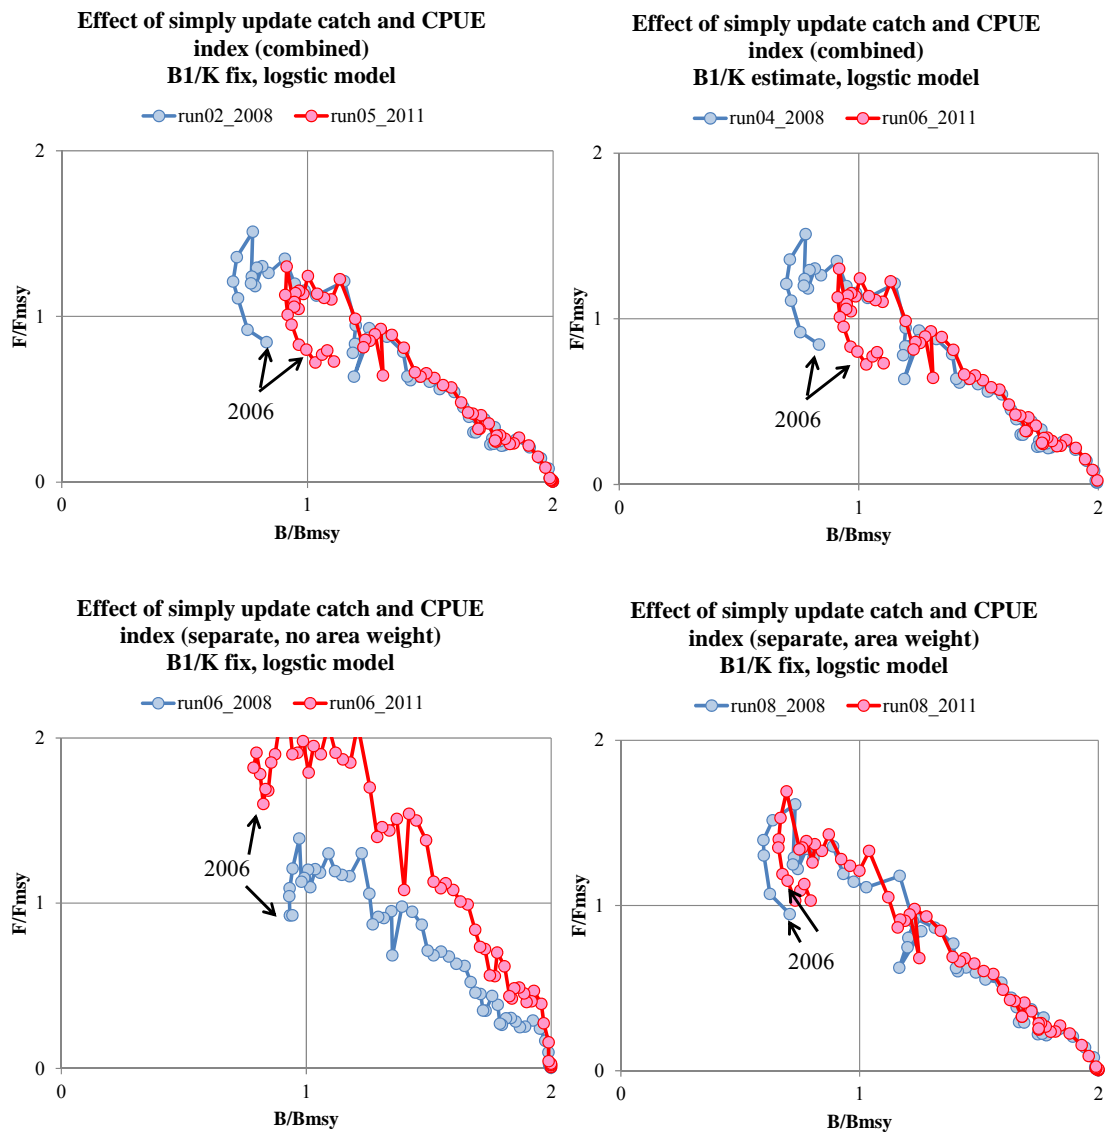 Effect of simply update catch and CPUE
index (combined)
B1/K fix, logstic model
run02_2008 run05_2011
2
F/Fmsy
1
2006
0
0 1 2
B/Bmsy
Effect of simply update catch and CPUE
index (combined)
B1/K estimate, logstic model
run04_2008 run06_2011
2
F/Fmsy
1
2006
0
0 1 2
B/Bmsy
Effect of simply update catch and CPUE
index (separate, no area weight)
B1/K fix, logstic model
run06_2008 run06_2011
2
F/Fmsy
1
2006
0
0 1 2
B/Bmsy
Effect of simply update catch and CPUE
index (separate, area weight)
B1/K fix, logstic model
run08_2008 run08_2011
2
F/Fmsy
1
2006
0
0 1 2
B/Bmsy